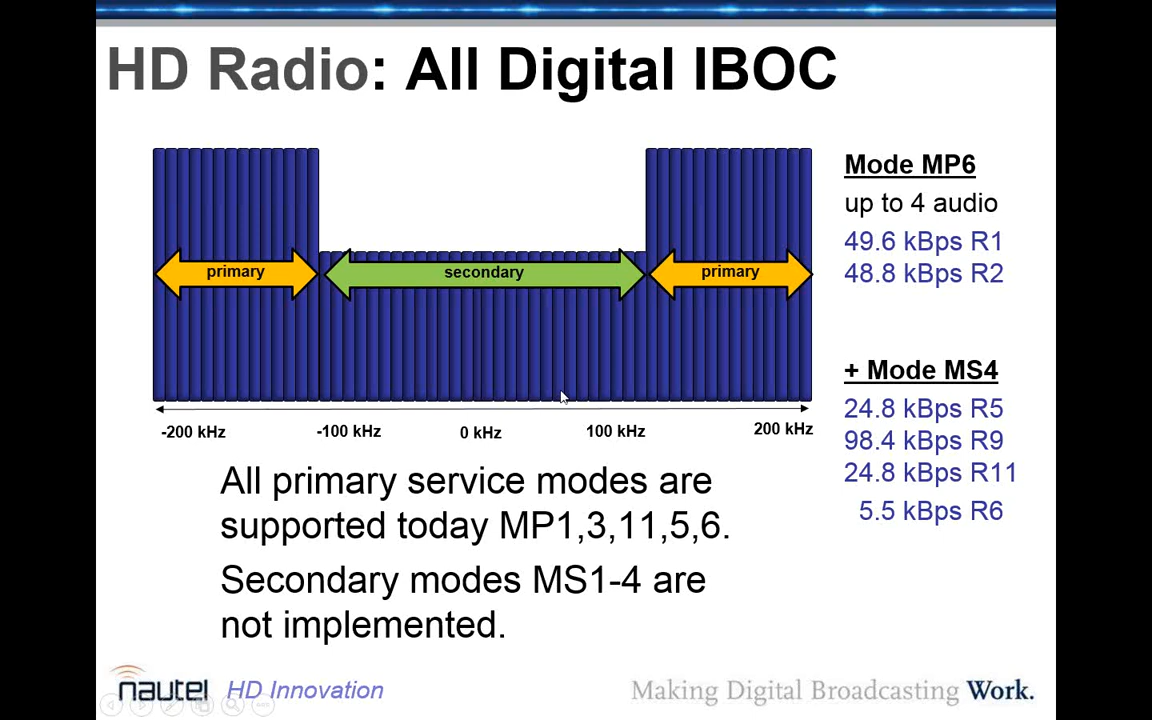 HD Radio: All Digital IBOC
primary
secondary
primary
-200 kHz
-100 kHz
0 kHz
100 kHz
200 kHz
Mode MP6
up to 4 audio
49.6 kBps R1
48.8 kBps R2
+ Mode MS4
24.8 kBps R5
98.4 kBps R9
24.8 kBps R11
5.5 kBps R6
All primary service modes are
supported today MP1,3,11,5,6.
Secondary modes MS1-4 are
not implemented.
nautel HD Innovation
Making Digital Broadcasting Work.